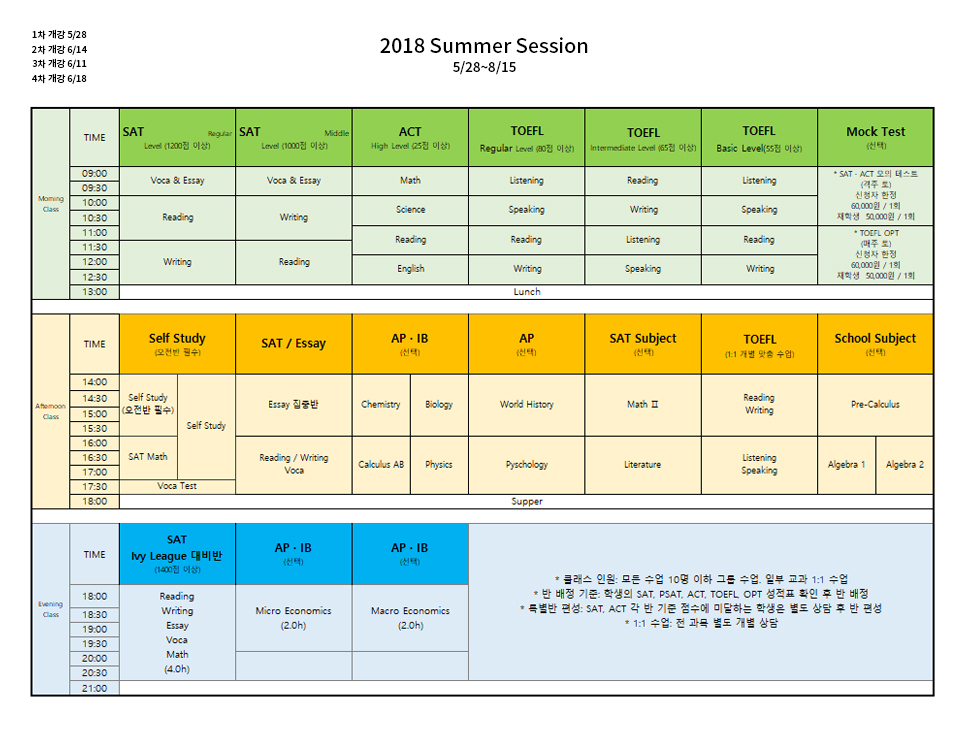 1차 개강 5/28
2차 개강 6/14
3차 개강 6/11
4차 개강 6/18
2018 Summer Session
5/28~8/15
Morning
Class
TIME
SAT Regular
Level (1200점 이상)
SAT Middle
Level (1000점 이상)
ACT
High Level (25점 이상)
TOEFL
Regular Level (80점 이상)
TOEFL
Intermediate Level (65점 이상)
TOEFL
Basic Level(55점 이상)
Mock Test
(선택)
09:00
09:30
10:00
10:30
11:00
11:30
12:00
12:30
13:00
Voca & Essay
Reading
Writing
Voca & Essay
Writing
Reading
Math
Science
Reading
English
Listening
Speaking
Reading
Writing
Reading
Writing
Listening
Speaking
Listening
Speaking
Reading
Writing
* SAT · ACT 모의 테스트
(격주 토)
신청자 한정
60,000원 / 1회
재학생 50,000원 / 1회
* TOEFL OPT
(매주 토)
신청자 한정
60,000원 / 1회
재학생 50,000원 / 1회
Lunch
Afternoon
Class
TIME
Self Study
(오전반 필수)
SAT / Essay
AP · IB
(선택)
AP
(선택)
SAT Subject
(선택)
TOEFL
(1:1 개별 맞춤 수업)
School Subject
(선택)
14:00
14:30
15:00
15:30
16:00
16:30
17:00
17:30
18:00
Self Study
(오전반 필수)
SAT Math
Self Study
Voca Test
Essay 집중반
Reading / Writing
Voca
Chemistry
Biology
Calculus AB
Physics
World History
Pyschology
Math Ⅱ
Literature
Reading
Writing
Listening
Speaking
Pre-Calculus
Algebra 1
Algebra 2
Supper
Evening
Class
TIME
SAT
Ivy League 대비반
(1400점 이상)
AP · IB
(선택)
AP · IB
(선택)
18:00
18:30
19:00
19:30
20:00
20:30
21:00
Reading
Writing
Essay
Voca
Math
(4.0h)
Micro Economics
(2.0h)
Macro Economics
(2.0h)
* 클래스 인원: 모든 수업 10명 이하 그룹 수업. 일부 교과 1:1 수업
* 반 배정 기준: 학생의 SAT, PSAT, ACT, TOEFL, OPT 성적표 확인 후 반 배정
* 특별반 편성: SAT, ACT 각 반 기준 점수에 미달하는 학생은 별도 상담 후 반 편성
* 1:1 수업: 전 과목 별도 개별 상담